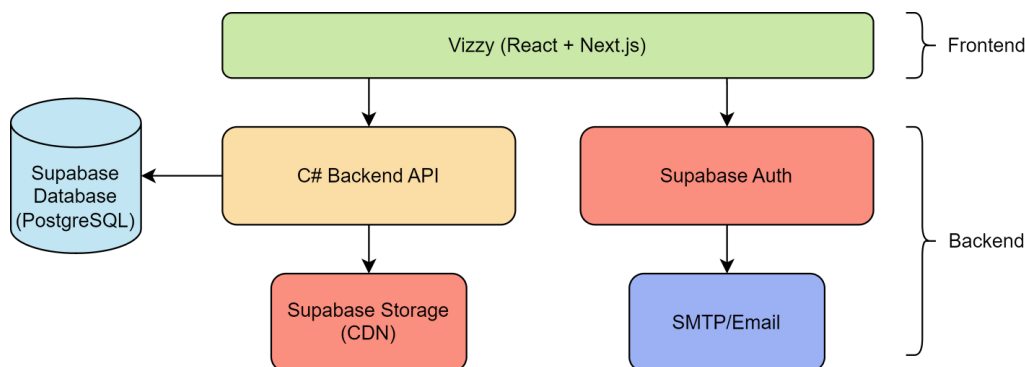 Vizzy (React + Next.js)
Frontend
Supabase
Database
(PostgreSQL)
C# Backend API
Supabase Auth
Backend
Supabase Storage
(CDN)
SMTP/Email